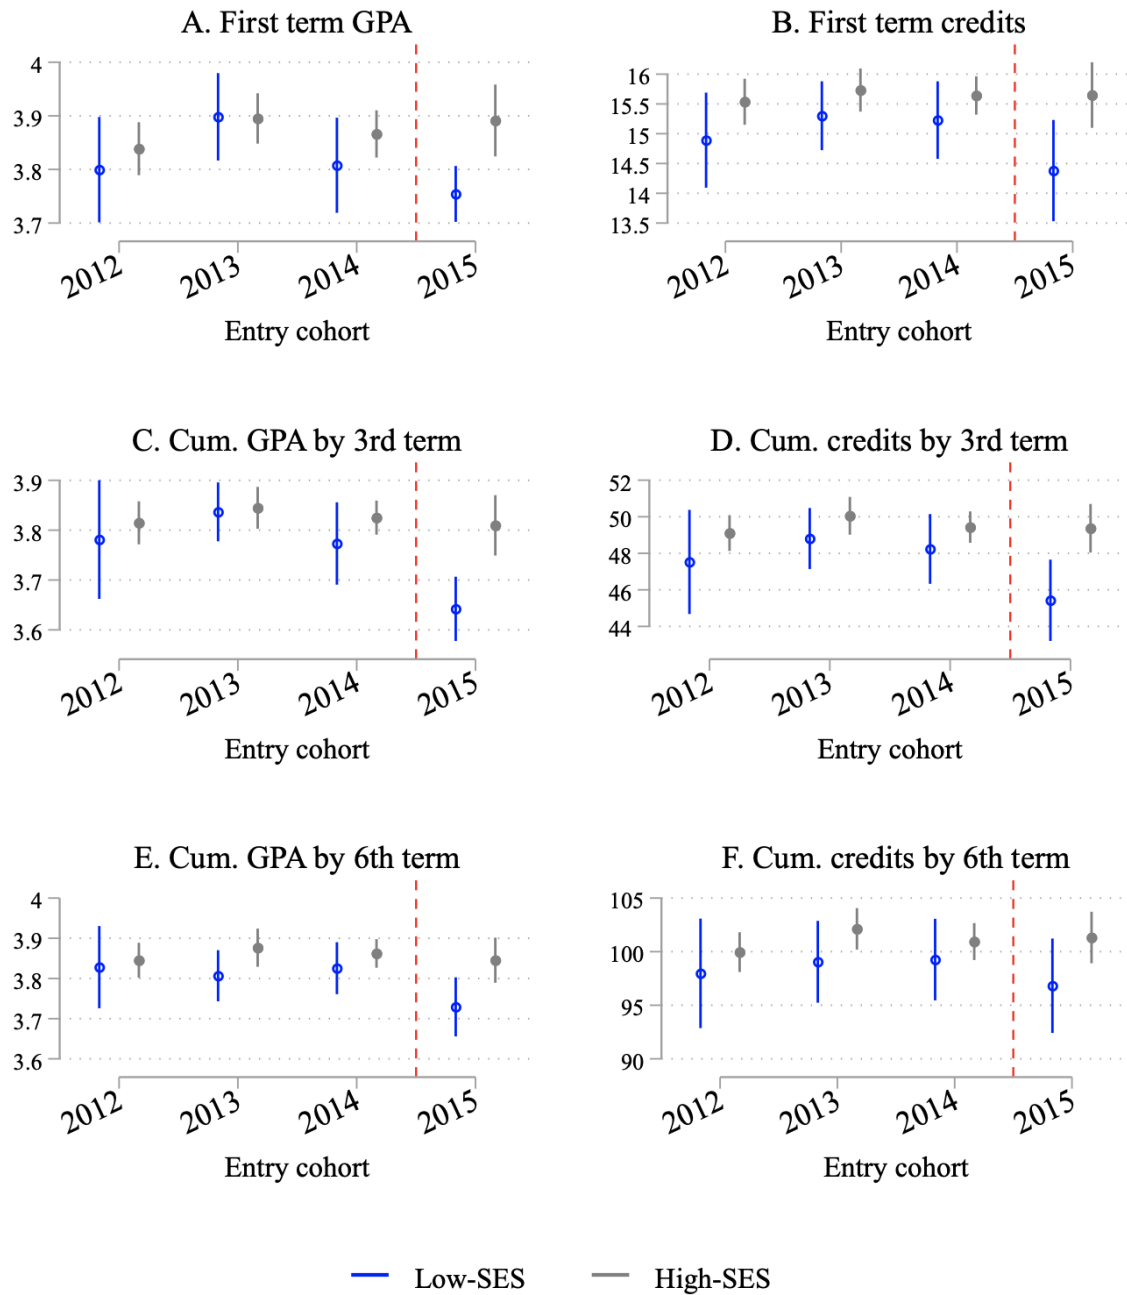 A. First term GPA
4
3.9
3.8
3.7
2012 2013 2014 2015
Entry cohort
B. First term credits
16
15.5
15
14.5
14
13.5
2012 2013 2014 2015
Entry cohort
C. Cum. GPA by 3rd term
3.9
3.8
3.7
3.6
2012 2013 2014 2015
Entry cohort
D. Cum. credits by 3rd term
52
50
48
46
44
2012 2013 2014 2015
Entry cohort
E. Cum. GPA by 6th term
4
3.9
3.8
3.7
3.6
2012 2013 2014 2015
Entry cohort
F. Cum. credits by 6th term
105
100
95
90
2012 2013 2014 2015
Entry cohort
Low-SES High-SES